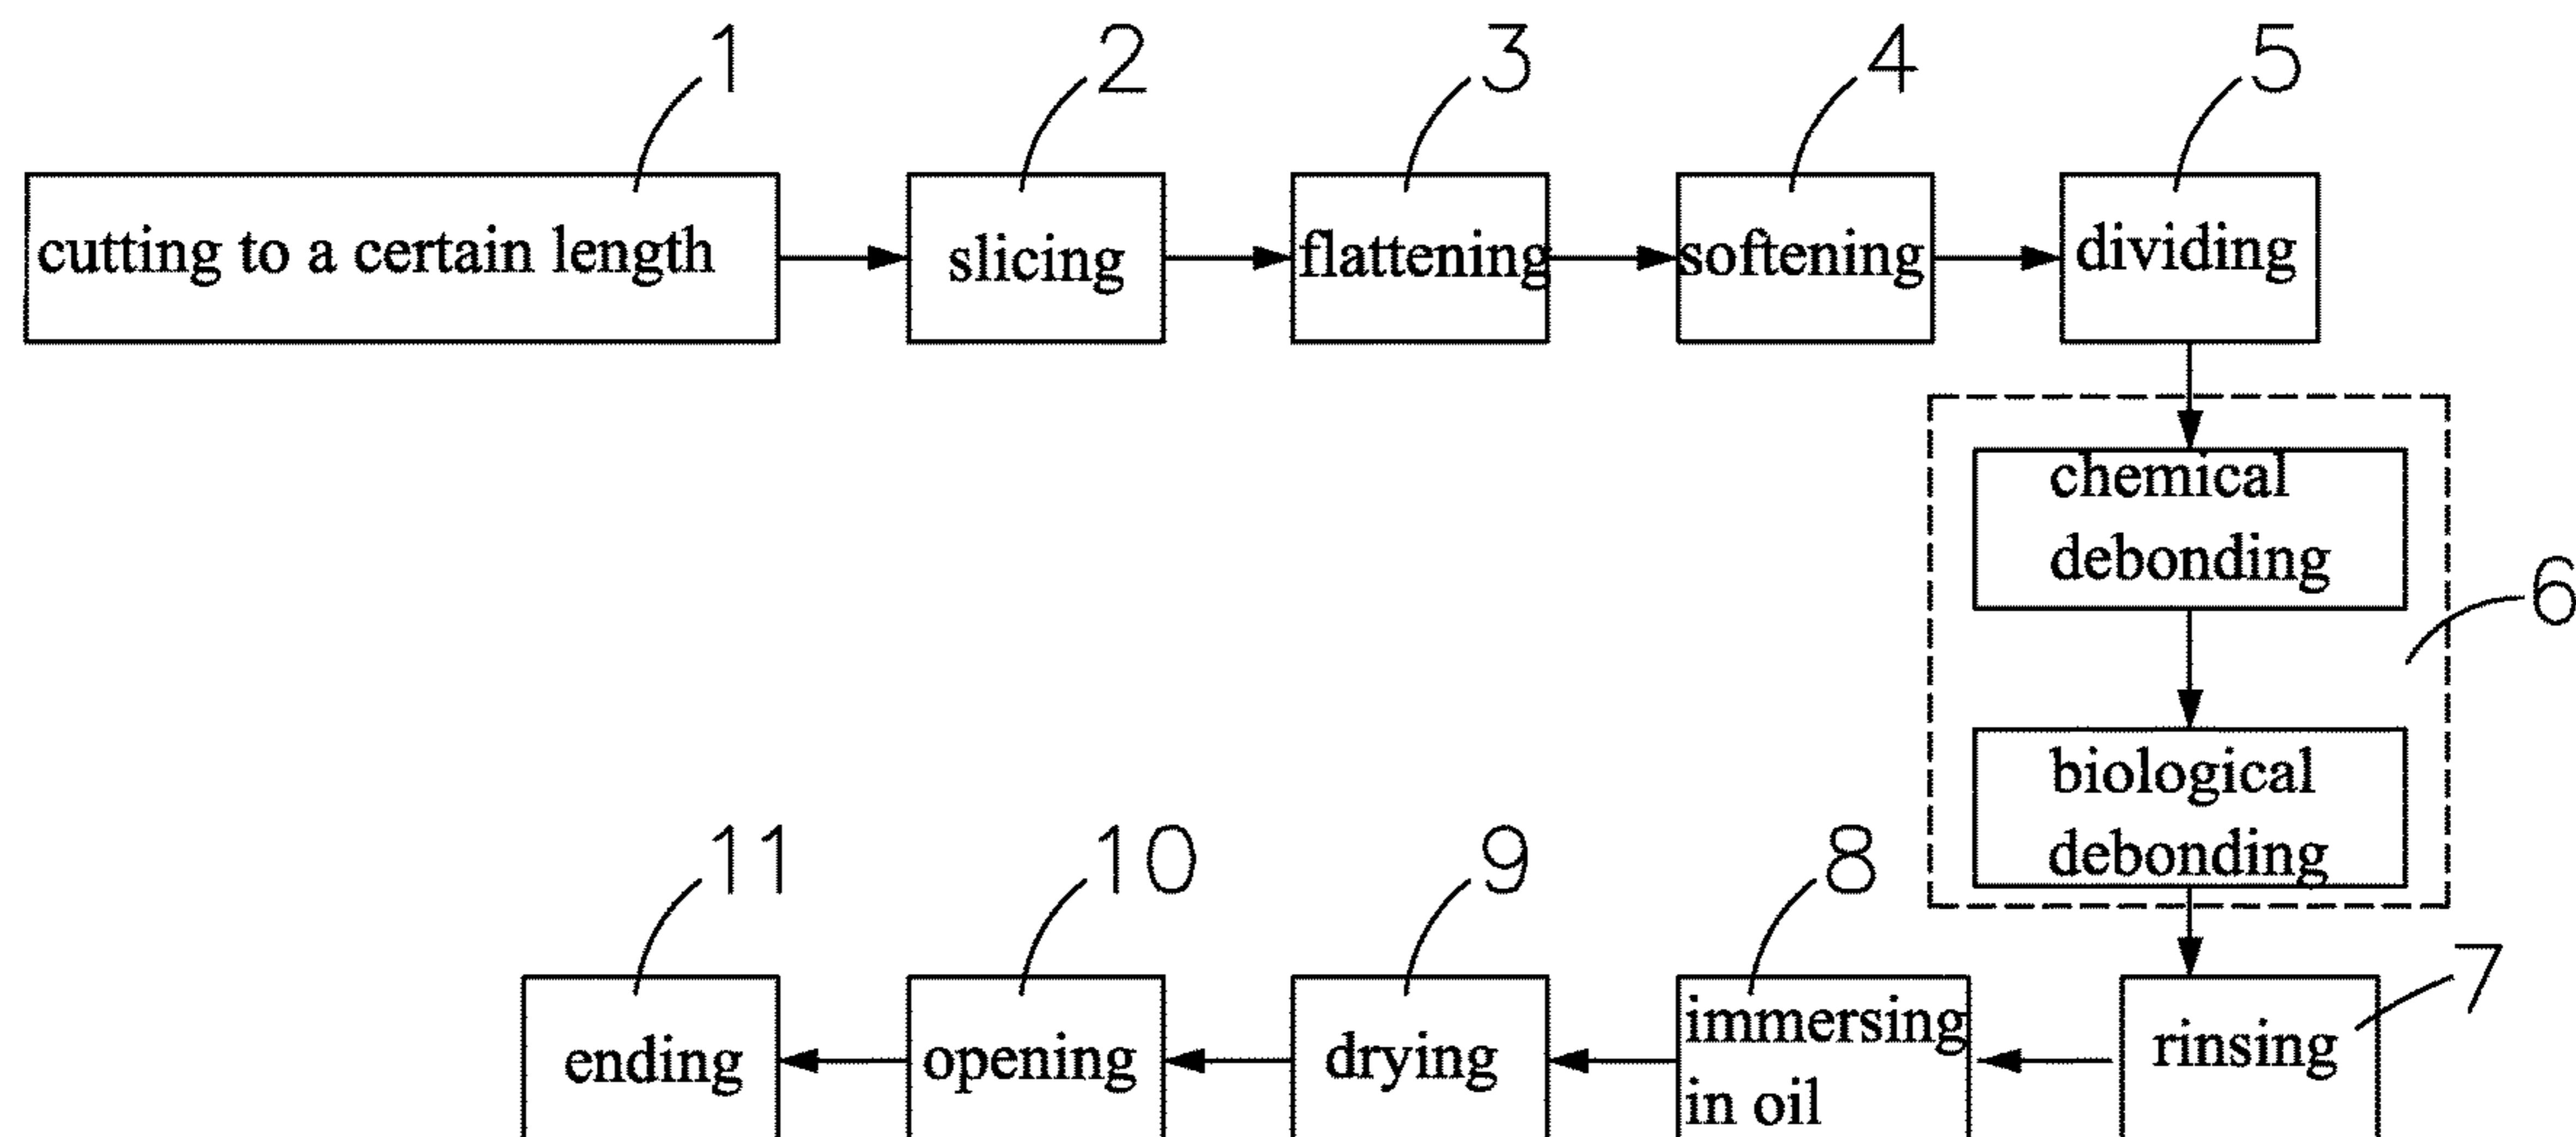 1
2
3
4
5
cutting to a certain length
slicing
flattening
softening
dividing
chemical
debonding
6
biological
debonding
11
10
9
8
7
ending
opening
drying
immersing
in oil
rinsing